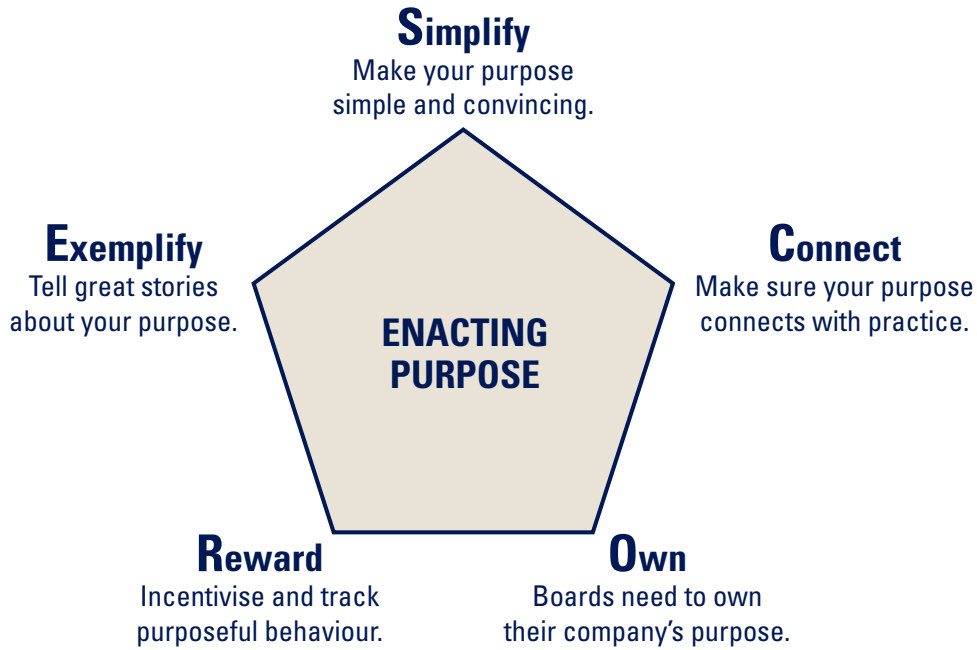 Simplify
Make your purpose
simple and convincing.
Connect
Make sure your purpose
connects with practice.
Own
Boards need to own
their company’s purpose.
Reward
Incentivise and track
purposeful behaviour.
Exemplify
Tell great stories
about your purpose.
ENACTING
PURPOSE